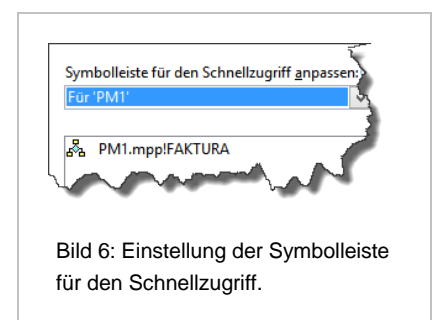 Symbolleiste für den Schnellzugriff anpassen:
Für 'PM1'
PM1.mpp!FAKTURA
Bild 6: Einstellung der Symbolleiste
für den Schnellzugriff.